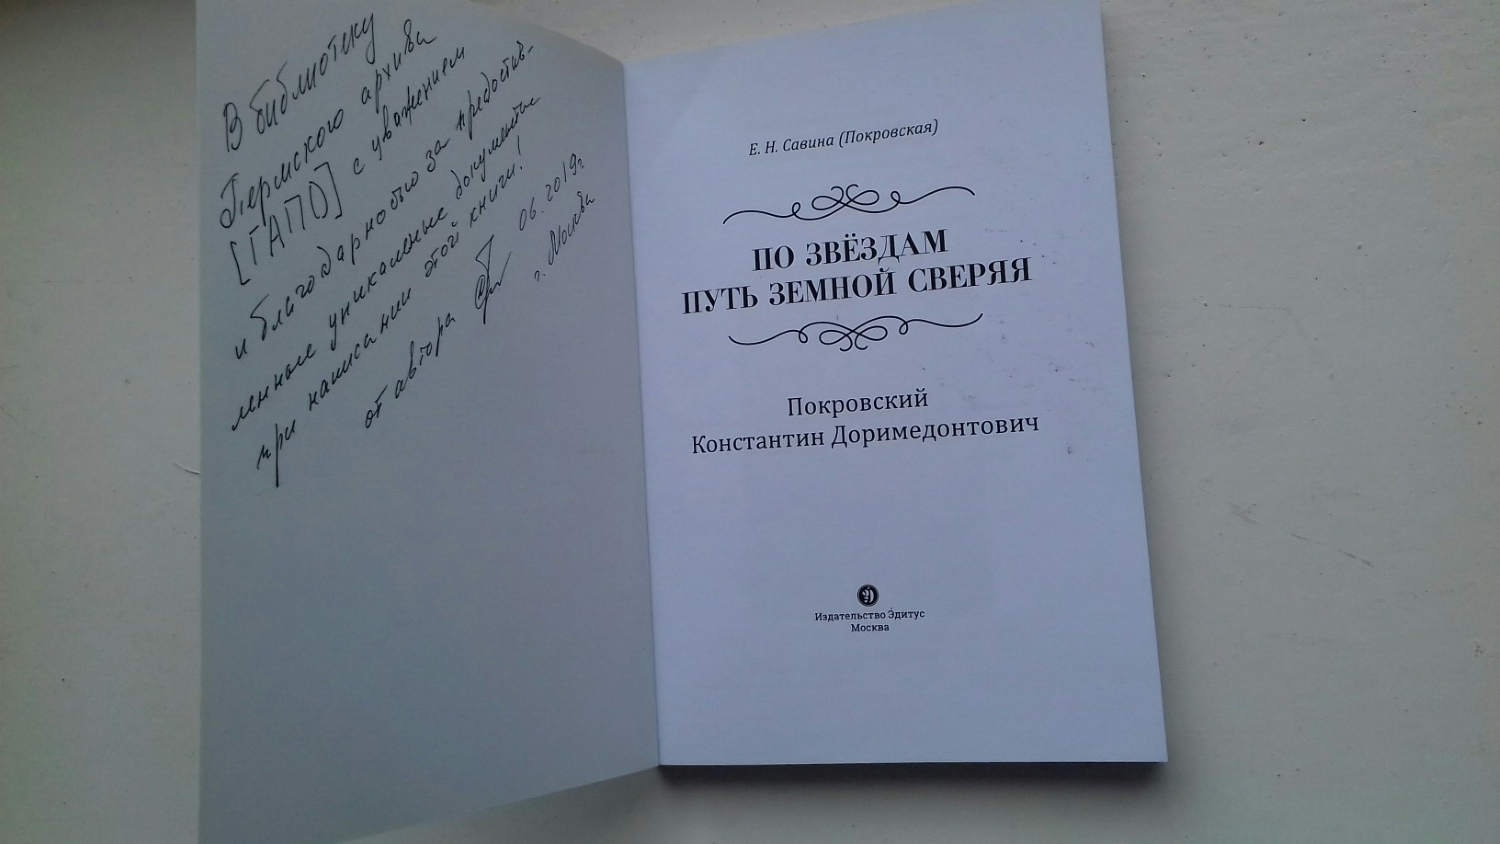 В библиотеку
Пермского архива
[ГАПО] с уважением
и благодарностью за предостав-
ленные уникальные документы
при написании этой книги!
от автора
06.2019г
г. Москва
Е. Н. Савина (Покровская)
ПО ЗВЁЗДАМ
ПУТЬ ЗЕМНОЙ СВЕРЯЯ
Покровский
Константин Доримедонтович
Издательство Э́дитус
Москва